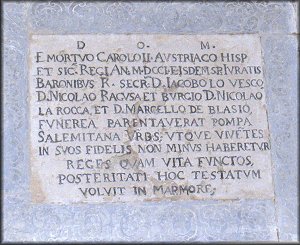 D. O. M.
E MORTVO CAROLO II AVSTRIACO HISP
ET SIC REGI AN M DCCI EISDEM SPIVRATIS
BARONIBVS R SECR D IACOBO LO VESCO
D NICOLAO RAGVSA ET BVRGIO D NICOLAO
LA ROCCA, ET D MARCELLO DE BLASIO,
FVNEREA PARENTAVERAT POMPA
SALEMITANA VRBS; VTQVE VIVETES
IN SVOS FIDELIS, NON MINVS HABERETVR
REGES QVAM VITA FVNCTOS,
POSTERITATI HOC TESTATVM
VOLVIT IN MARMORE